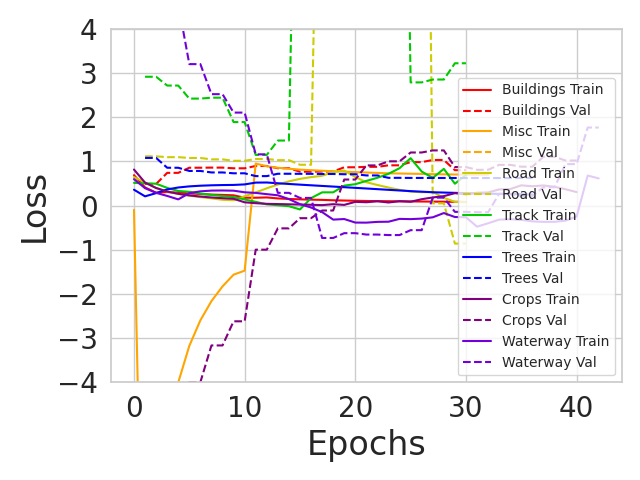 4
3
2
1
0
−1
−2
−3
−4
Loss
0
10
20
30
40
Epochs
Buildings Train
Buildings Val
Misc Train
Misc Val
Road Train
Road Val
Track Train
Track Val
Trees Train
Trees Val
Crops Train
Crops Val
Waterway Train
Waterway Val